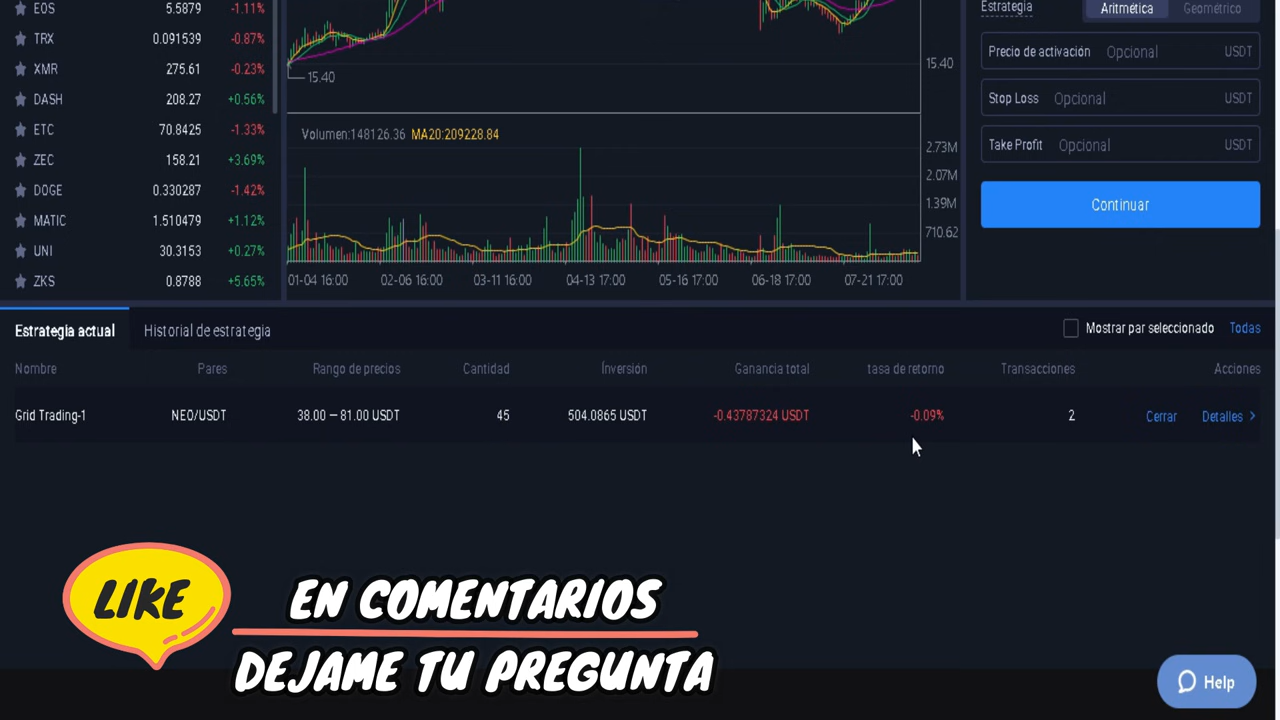 EOS 5.5879 -1.11%
TRX 0.091539 -0.87%
XMR 275.61 -0.23%
DASH 208.27 +0.56%
ETC 70.8425 -1.33%
ZEC 158.21 +3.69%
DOGE 0.330287 -1.42%
MATIC 1.510479 +1.12%
UNI 30.3153 +0.27%
ZKS 0.8788 +5.65%
15.40
15.40
Volumen:148126.36 MA20:209228.84
2.73M
2.07M
1.39M
710.62
01-04 16:00 02-06 16:00 03-11 16:00 04-13 17:00 05-16 17:00 06-18 17:00 07-21 17:00
Estrategia Aritmética Geométrico
Precio de activación Opcional USDT
Stop Loss Opcional USDT
Take Profit Opcional USDT
Continuar
Estrategia actual Historial de estrategia Mostrar par seleccionado Todas
Nombre Pares Rango de precios Cantidad Inversión Ganancia total tasa de retorno Transacciones Acciones
Grid Trading-1 NEO/USDT 38.00 – 81.00 USDT 45 504.0865 USDT -0.43787324 USDT -0.09% 2 Cerrar Detalles >
LIKE
EN COMENTARIOS
DEJAME TU PREGUNTA
Help